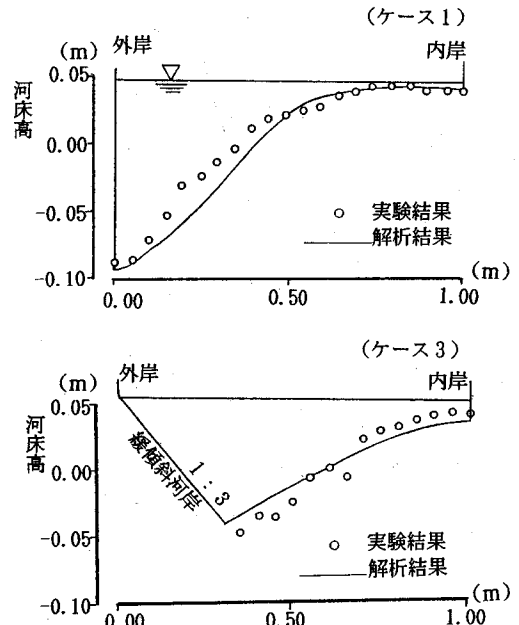 (ケース1)
(m) 外岸 内岸
0.05
河床高
0.00
-0.05
-0.10
○ 実験結果
—— 解析結果
0.00 0.50 1.00 (m)
(ケース3)
(m) 外岸 内岸
0.05
河床高
0.00
-0.05
-0.10
緩傾斜河岸
1:3
○ 実験結果
—— 解析結果
(m)
0.00 0.50 1.00